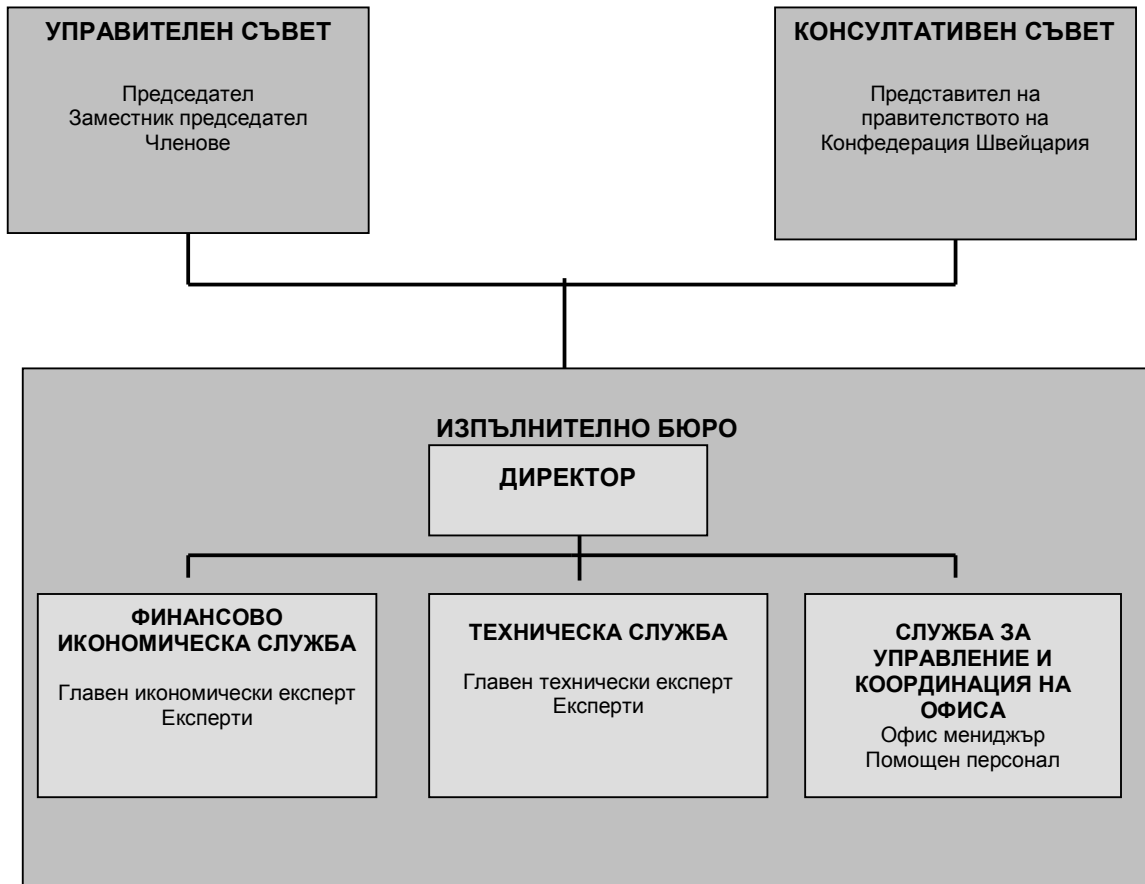 УПРАВИТЕЛЕН СЪВЕТ
Председател
Заместник председател
Членове
КОНСУЛТАТИВЕН СЪВЕТ
Представител на
правителството на
Конфедерация Швейцария
ИЗПЪЛНИТЕЛНО БЮРО
ДИРЕКТОР
ФИНАНСОВО
ИКОНОМИЧЕСКА СЛУЖБА
Главен икономически експерт
Експерти
ТЕХНИЧЕСКА СЛУЖБА
Главен технически експерт
Експерти
СЛУЖБА ЗА
УПРАВЛЕНИЕ И
КООРДИНАЦИЯ НА
ОФИСА
Офис мениджър
Помощен персонал